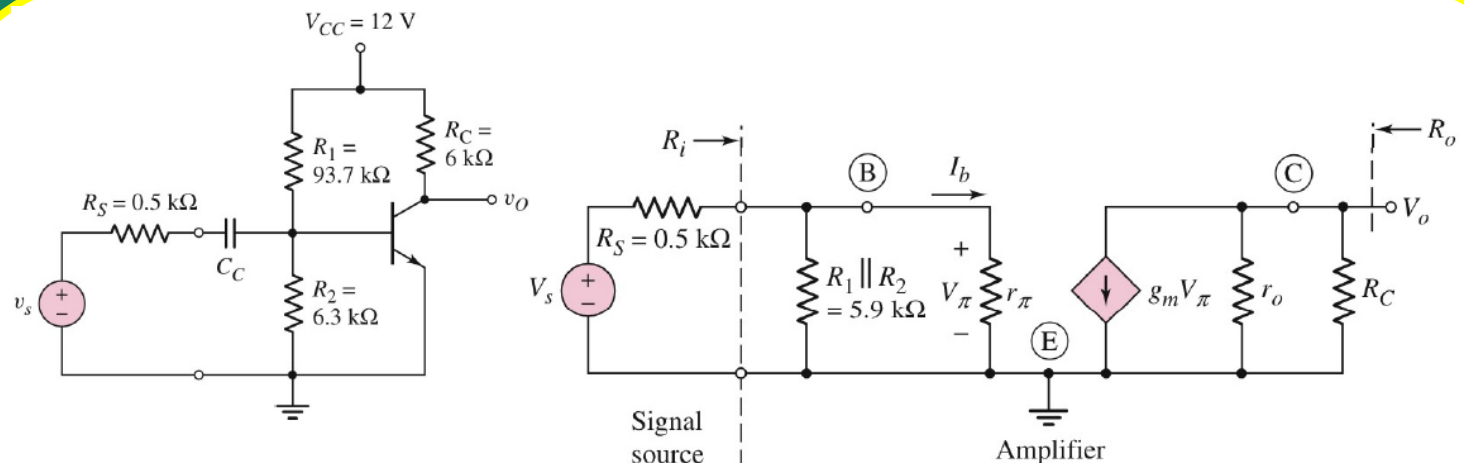 V_CC = 12 V
R_1 =
93.7 kΩ
R_C =
6 kΩ
v_O
R_S = 0.5 kΩ
C_C
v_s
+
−
R_2 =
6.3 kΩ
R_i
R_S = 0.5 kΩ
V_s
+
−
B
I_b
R_1 || R_2
= 5.9 kΩ
+
V_π
−
r_π
E
g_mV_π
r_o
C
R_C
R_o
V_o
Signal
source
Amplifier